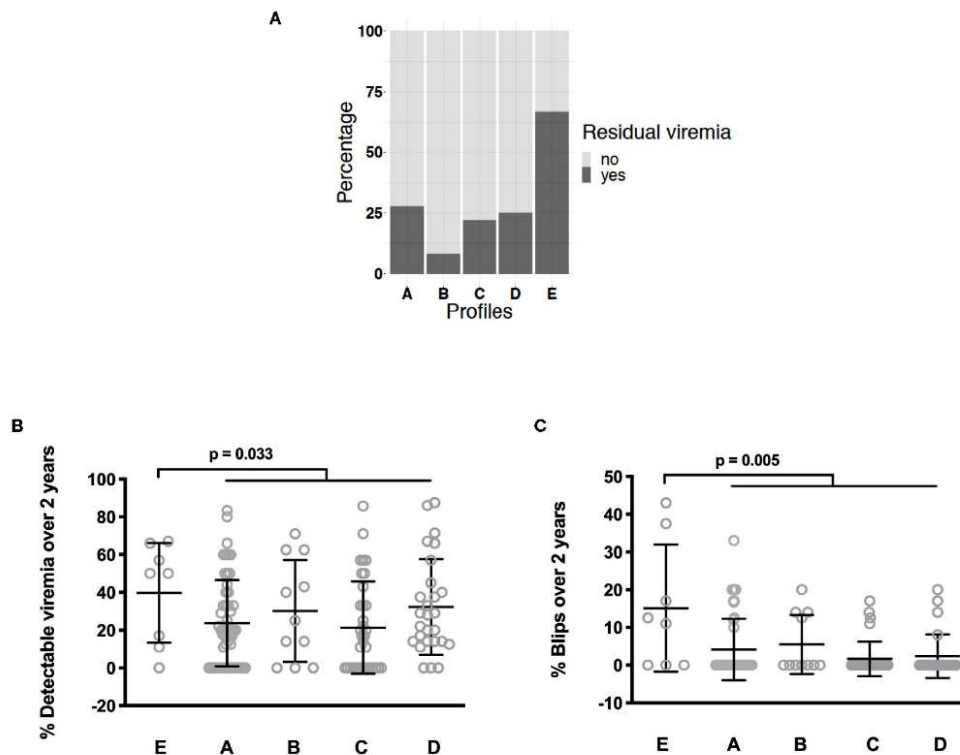 A
Percentage
100
75
50
25
0
A B C D E
Profiles
Residual viremia
no
yes
B
% Detectable viremia over 2 years
p = 0.033
100
80
60
40
20
0
-20
E A B C D
C
% Blips over 2 years
p = 0.005
50
40
30
20
10
0
-10
E A B C D